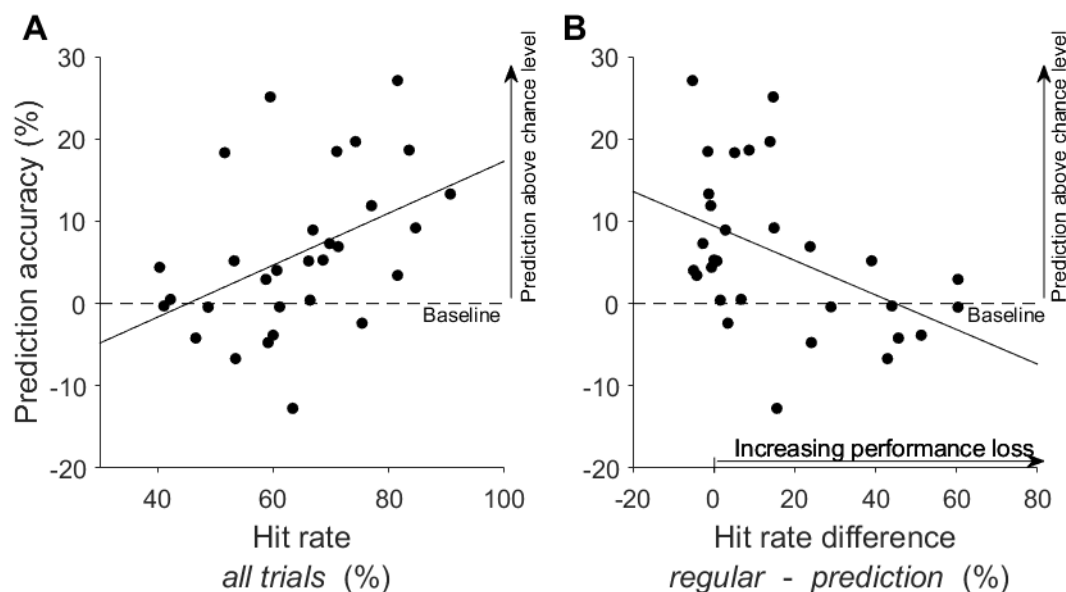 A
Prediction accuracy (%)
30
20
10
0
-10
-20
40
60
80
100
Baseline
Prediction above chance level
Hit rate
all trials (%)
B
30
20
10
0
-10
-20
-20
0
20
40
60
80
Baseline
Prediction above chance level
Increasing performance loss
Hit rate difference
regular - prediction (%)